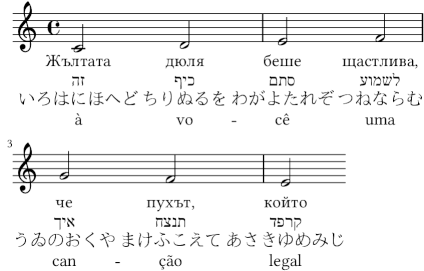 Жълтата дюля беше щастлива,
זה כיף סתם לשמוע
いろはにほへど ちりぬるを わがよたれぞ つねならむ
à vo - cê uma
3
че пухът, който
איך תנצח קרפד
うゐのおくや まけふこえて あさきゆめみじ
can - ção legal